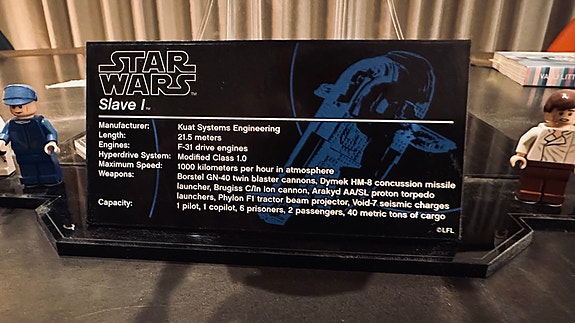 STAR
WARS™
Slave I™
Manufacturer: Kuat Systems Engineering
Length: 21.5 meters
Engines: F-31 drive engines
Hyperdrive System: Modified Class 1.0
Maximum Speed: 1000 kilometers per hour in atmosphere
Weapons: Borstel GN-40 twin blaster cannons, Dymek HM-8 concussion missile
launcher, Brugiss C/ln ion cannon, Arakyd AA/SL proton torpedo
launchers, Phylon F1 tractor beam projector, Void-7 seismic charges
Capacity: 1 pilot, 1 copilot, 6 prisoners, 2 passengers, 40 metric tons of cargo
©LFL